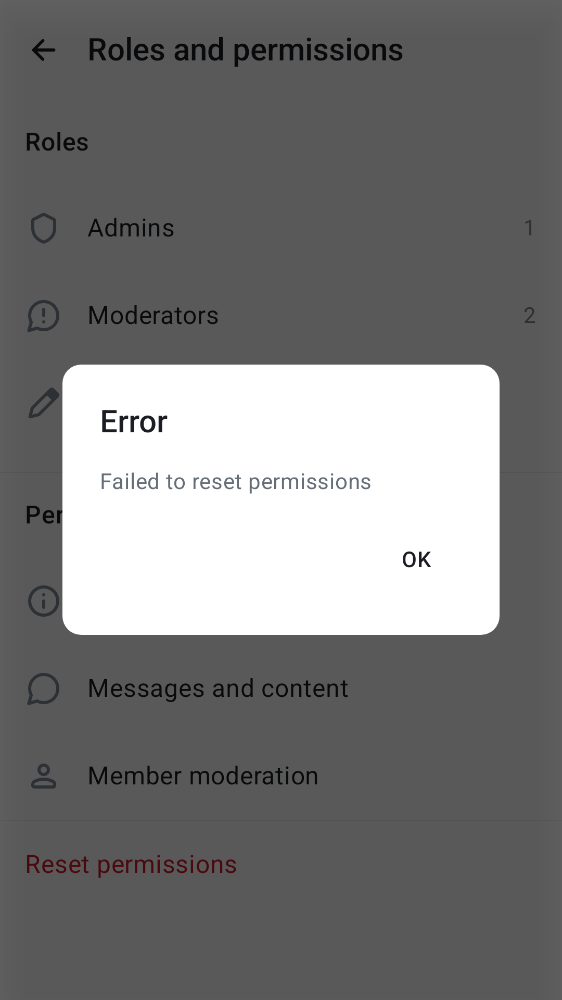 Roles and permissions
Roles
Admins 1
Moderators 2
Error
Failed to reset permissions
Per
OK
Messages and content
Member moderation
Reset permissions